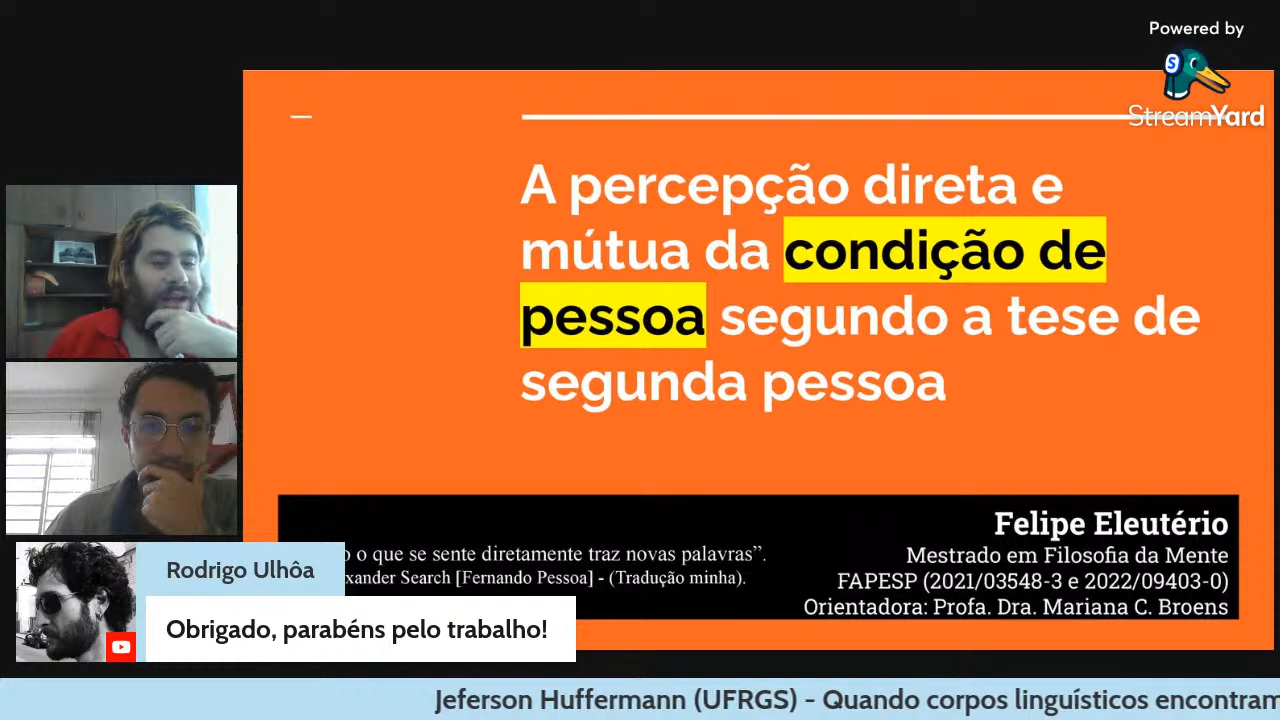 Powered by
StreamYard
A percepção direta e
mútua da condição de
pessoa segundo a tese de
segunda pessoa
o que se sente diretamente traz novas palavras”.
Search [Fernando Pessoa] - (Tradução minha).
Felipe Eleutério
Mestrado em Filosofia da Mente
FAPESP (2021/03548-3 e 2022/09403-0)
Orientadora: Profa. Dra. Mariana C. Broens
Rodrigo Ulhôa
Obrigado, parabéns pelo trabalho!
Jeferson Huffermann (UFRGS) - Quando corpos linguísticos encontram